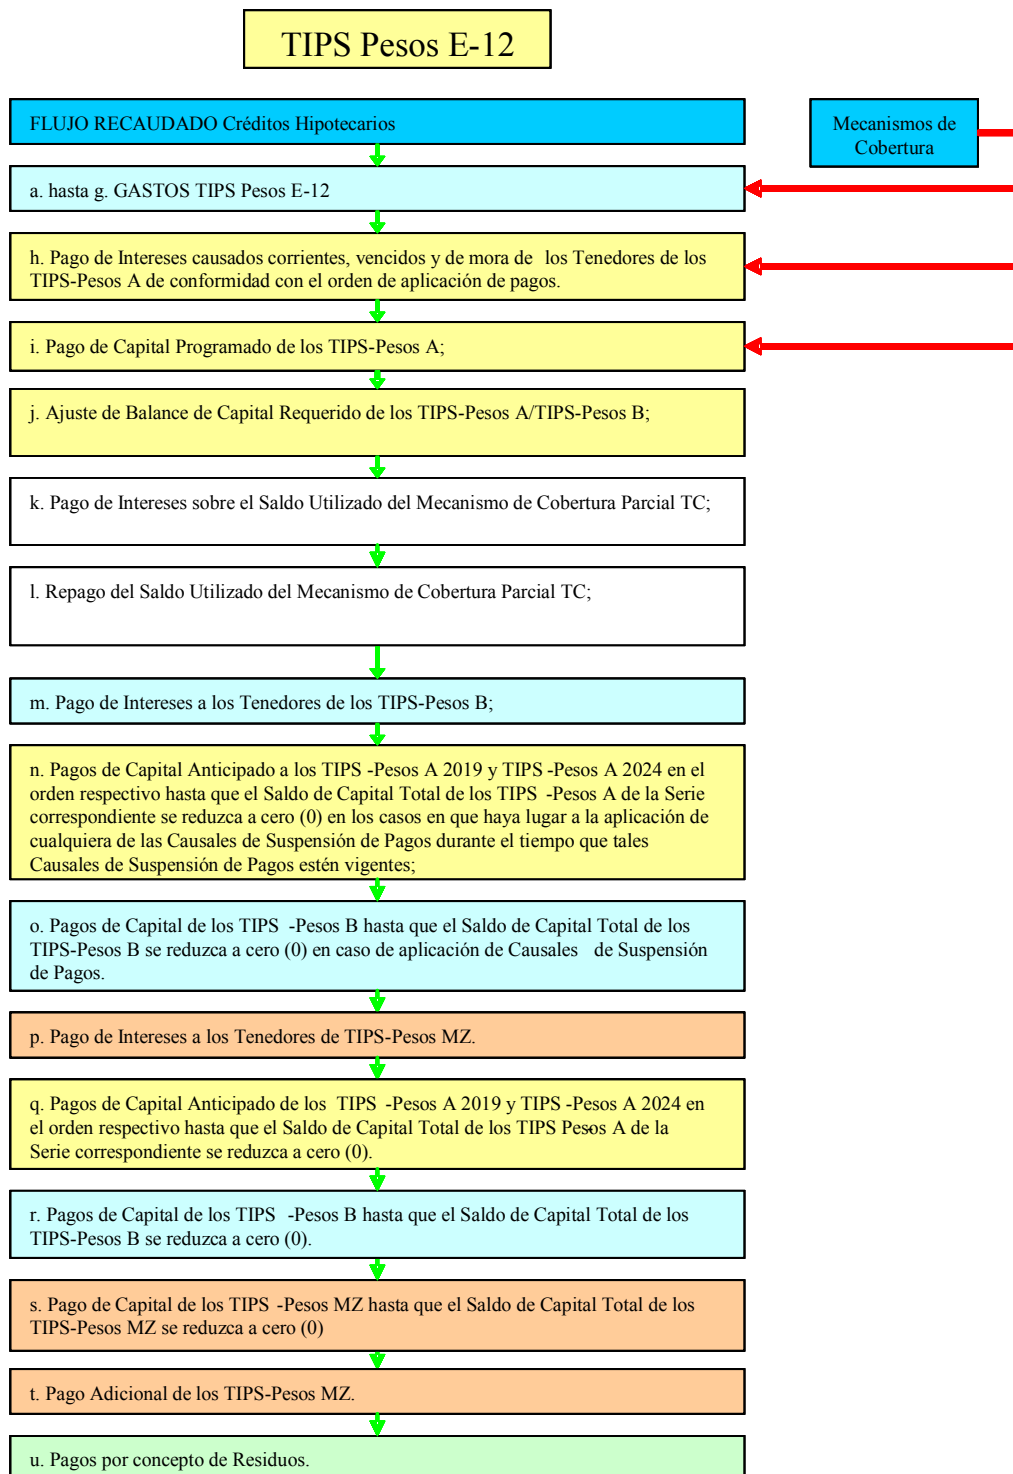 TIPS Pesos E-12
FLUJO RECAUDADO Créditos Hipotecarios
Mecanismos de
Cobertura
a. hasta g. GASTOS TIPS Pesos E-12
h. Pago de Intereses causados corrientes, vencidos y de mora de los Tenedores de los
TIPS-Pesos A de conformidad con el orden de aplicación de pagos.
i. Pago de Capital Programado de los TIPS-Pesos A;
j. Ajuste de Balance de Capital Requerido de los TIPS-Pesos A/TIPS-Pesos B;
k. Pago de Intereses sobre el Saldo Utilizado del Mecanismo de Cobertura Parcial TC;
l. Repago del Saldo Utilizado del Mecanismo de Cobertura Parcial TC;
m. Pago de Intereses a los Tenedores de los TIPS-Pesos B;
n. Pagos de Capital Anticipado a los TIPS -Pesos A 2019 y TIPS -Pesos A 2024 en el
orden respectivo hasta que el Saldo de Capital Total de los TIPS -Pesos A de la Serie
correspondiente se reduzca a cero (0) en los casos en que haya lugar a la aplicación de
cualquiera de las Causales de Suspensión de Pagos durante el tiempo que tales
Causales de Suspensión de Pagos estén vigentes;
o. Pagos de Capital de los TIPS -Pesos B hasta que el Saldo de Capital Total de los
TIPS-Pesos B se reduzca a cero (0) en caso de aplicación de Causales de Suspensión
de Pagos.
p. Pago de Intereses a los Tenedores de TIPS-Pesos MZ.
q. Pagos de Capital Anticipado de los TIPS -Pesos A 2019 y TIPS -Pesos A 2024 en
el orden respectivo hasta que el Saldo de Capital Total de los TIPS Pesos A de la
Serie correspondiente se reduzca a cero (0).
r. Pagos de Capital de los TIPS -Pesos B hasta que el Saldo de Capital Total de los
TIPS-Pesos B se reduzca a cero (0).
s. Pago de Capital de los TIPS -Pesos MZ hasta que el Saldo de Capital Total de los
TIPS-Pesos MZ se reduzca a cero (0)
t. Pago Adicional de los TIPS-Pesos MZ.
u. Pagos por concepto de Residuos.